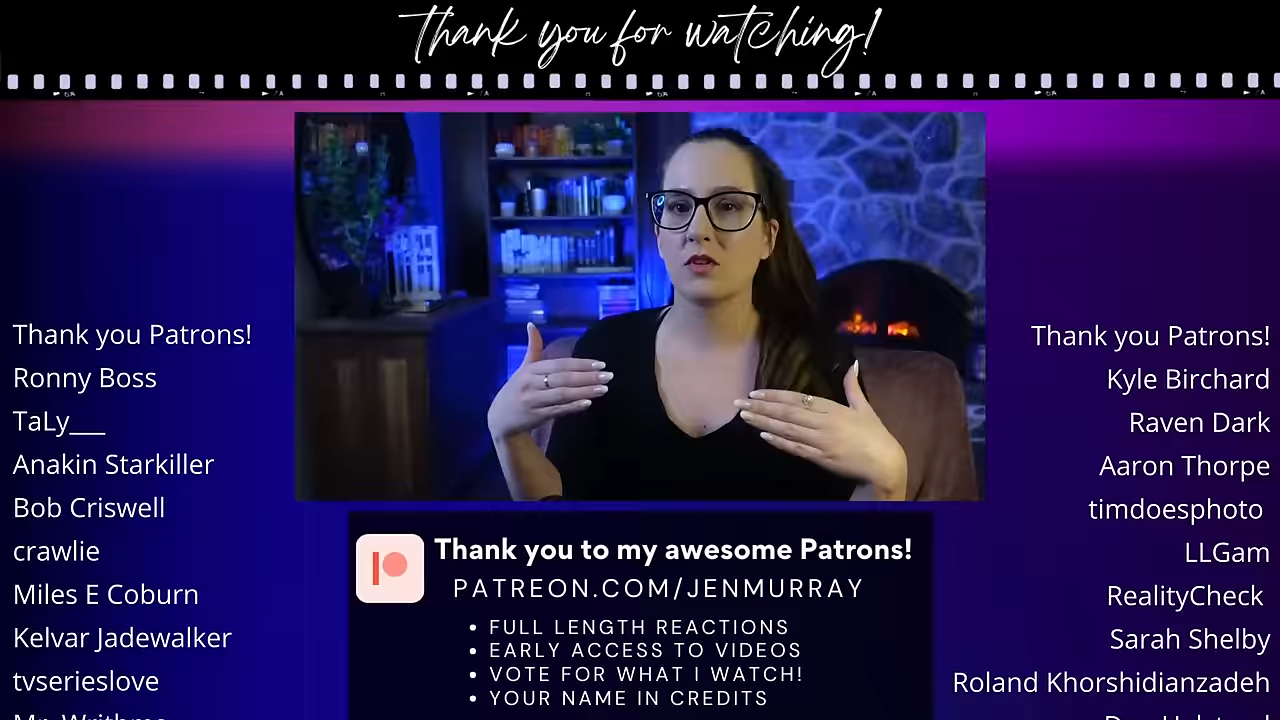 Thank you for watching!
Thank you Patrons!
Ronny Boss
TaLy___
Anakin Starkiller
Bob Criswell
crawlie
Miles E Coburn
Kelvar Jadewalker
tvserieslove
Thank you Patrons!
Kyle Birchard
Raven Dark
Aaron Thorpe
timdoesphoto
LLGam
RealityCheck
Sarah Shelby
Roland Khorshidianzadeh
Thank you to my awesome Patrons!
PATREON.COM/JENMURRAY
• FULL LENGTH REACTIONS
• EARLY ACCESS TO VIDEOS
• VOTE FOR WHAT I WATCH!
• YOUR NAME IN CREDITS